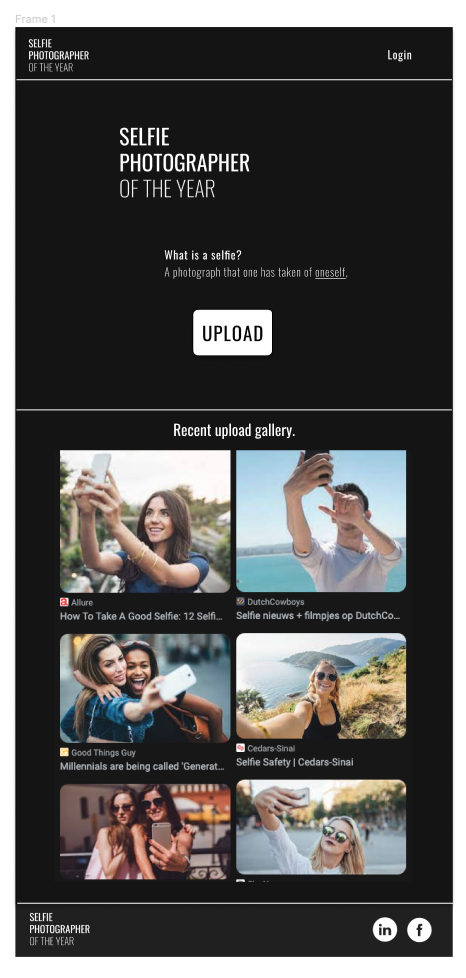 Frame 1
SELFIE
PHOTOGRAPHER
OF THE YEAR
Login
SELFIE
PHOTOGRAPHER
OF THE YEAR
What is a selfie?
A photograph that one has taken of oneself.
UPLOAD
Recent upload gallery.
Allure
How To Take A Good Selfie: 12 Selfi...
DutchCowboys
Selfie nieuws + filmpjes op DutchCo...
Good Things Guy
Millennials are being called 'Generat...
Cedars-Sinai
Selfie Safety | Cedars-Sinai
SELFIE
PHOTOGRAPHER
OF THE YEAR
in
f